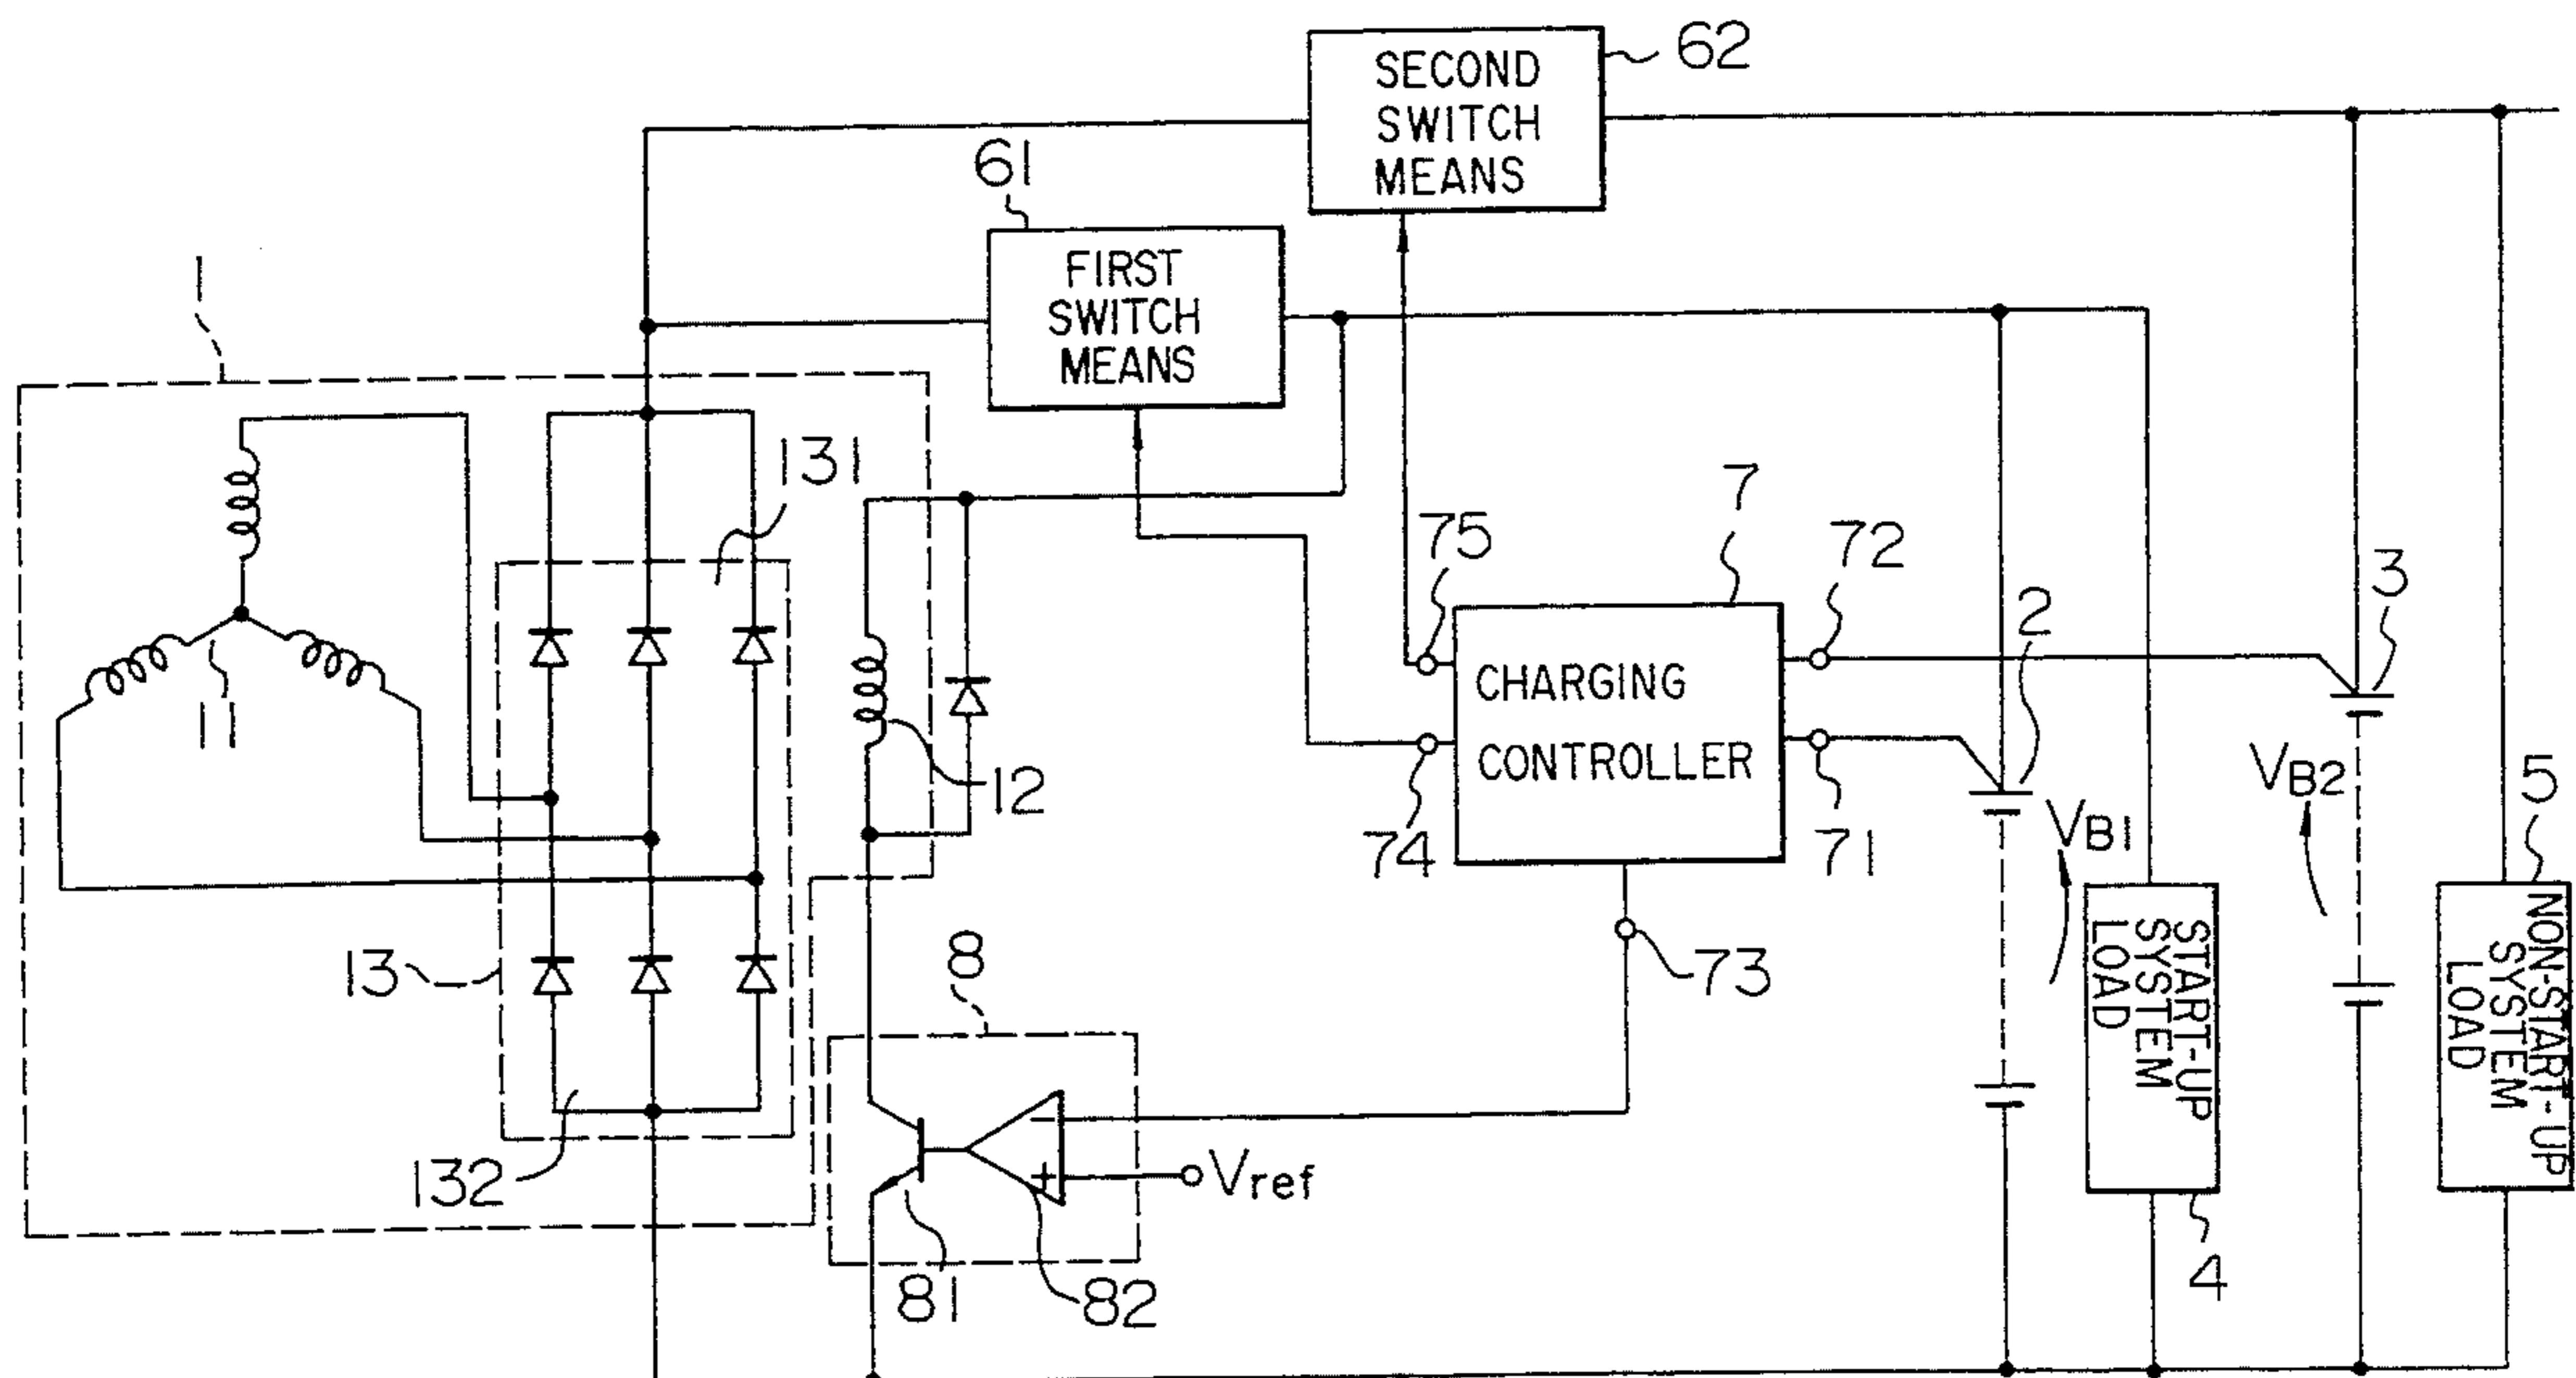 62
SECOND
SWITCH
MEANS
61
FIRST
SWITCH
MEANS
1
131
7
75
72
3
2
CHARGING
CONTROLLER
11
12
74
71
VB1
VB2
5
13
8
73
START-UP
SYSTEM
LOAD
NON-START-UP
SYSTEM
LOAD
132
-
+
Vref
81
82
4